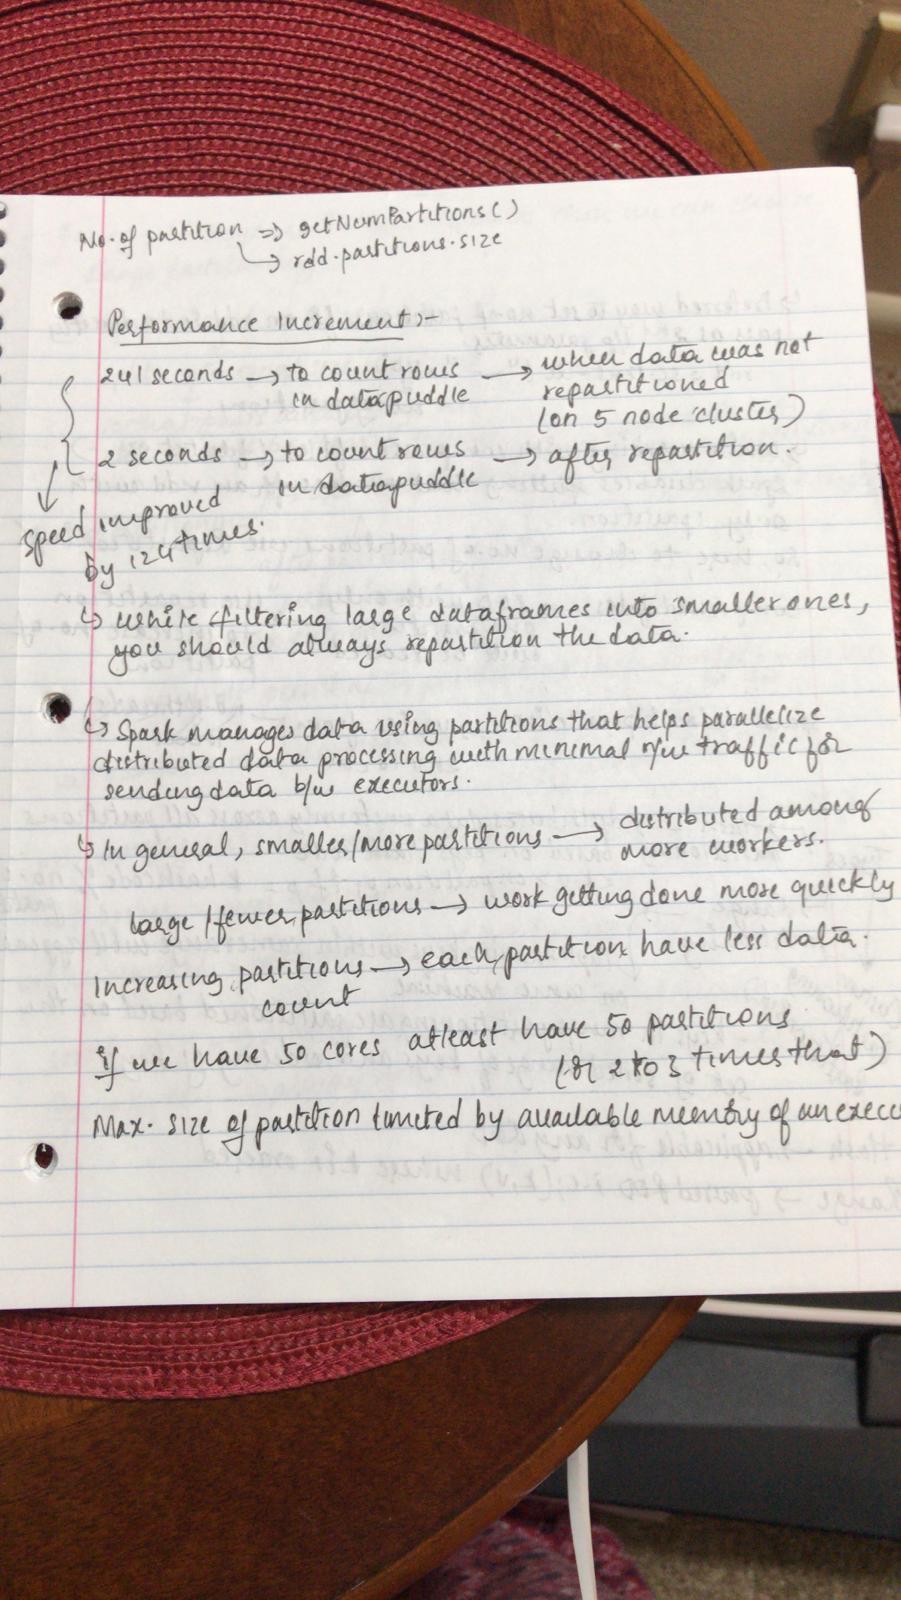 No. of partition => getNumPartitions()
↳ rdd.partitions.size
Performance Increment :-
241 seconds → to count rows in datapuddle → when data was not repartitioned (on 5 node cluster)
2 seconds → to count rows in datapuddle → after repartition.
Speed improved by 124 times.
↳ While filtering large dataframes into smaller ones,
you should always repartition the data.
↳ Spark manages data using partitions that helps parallelize
distributed data processing with minimal n/w traffic for
sending data b/w executors.
↳ In general, smaller/more partitions → distributed among more workers.
large/fewer partitions → work getting done more quickly
Increasing partitions count → each partition have less data.
if we have 50 cores atleast have 50 partitions
(or 2 to 3 times that)
Max. size of partition limited by available memory of an